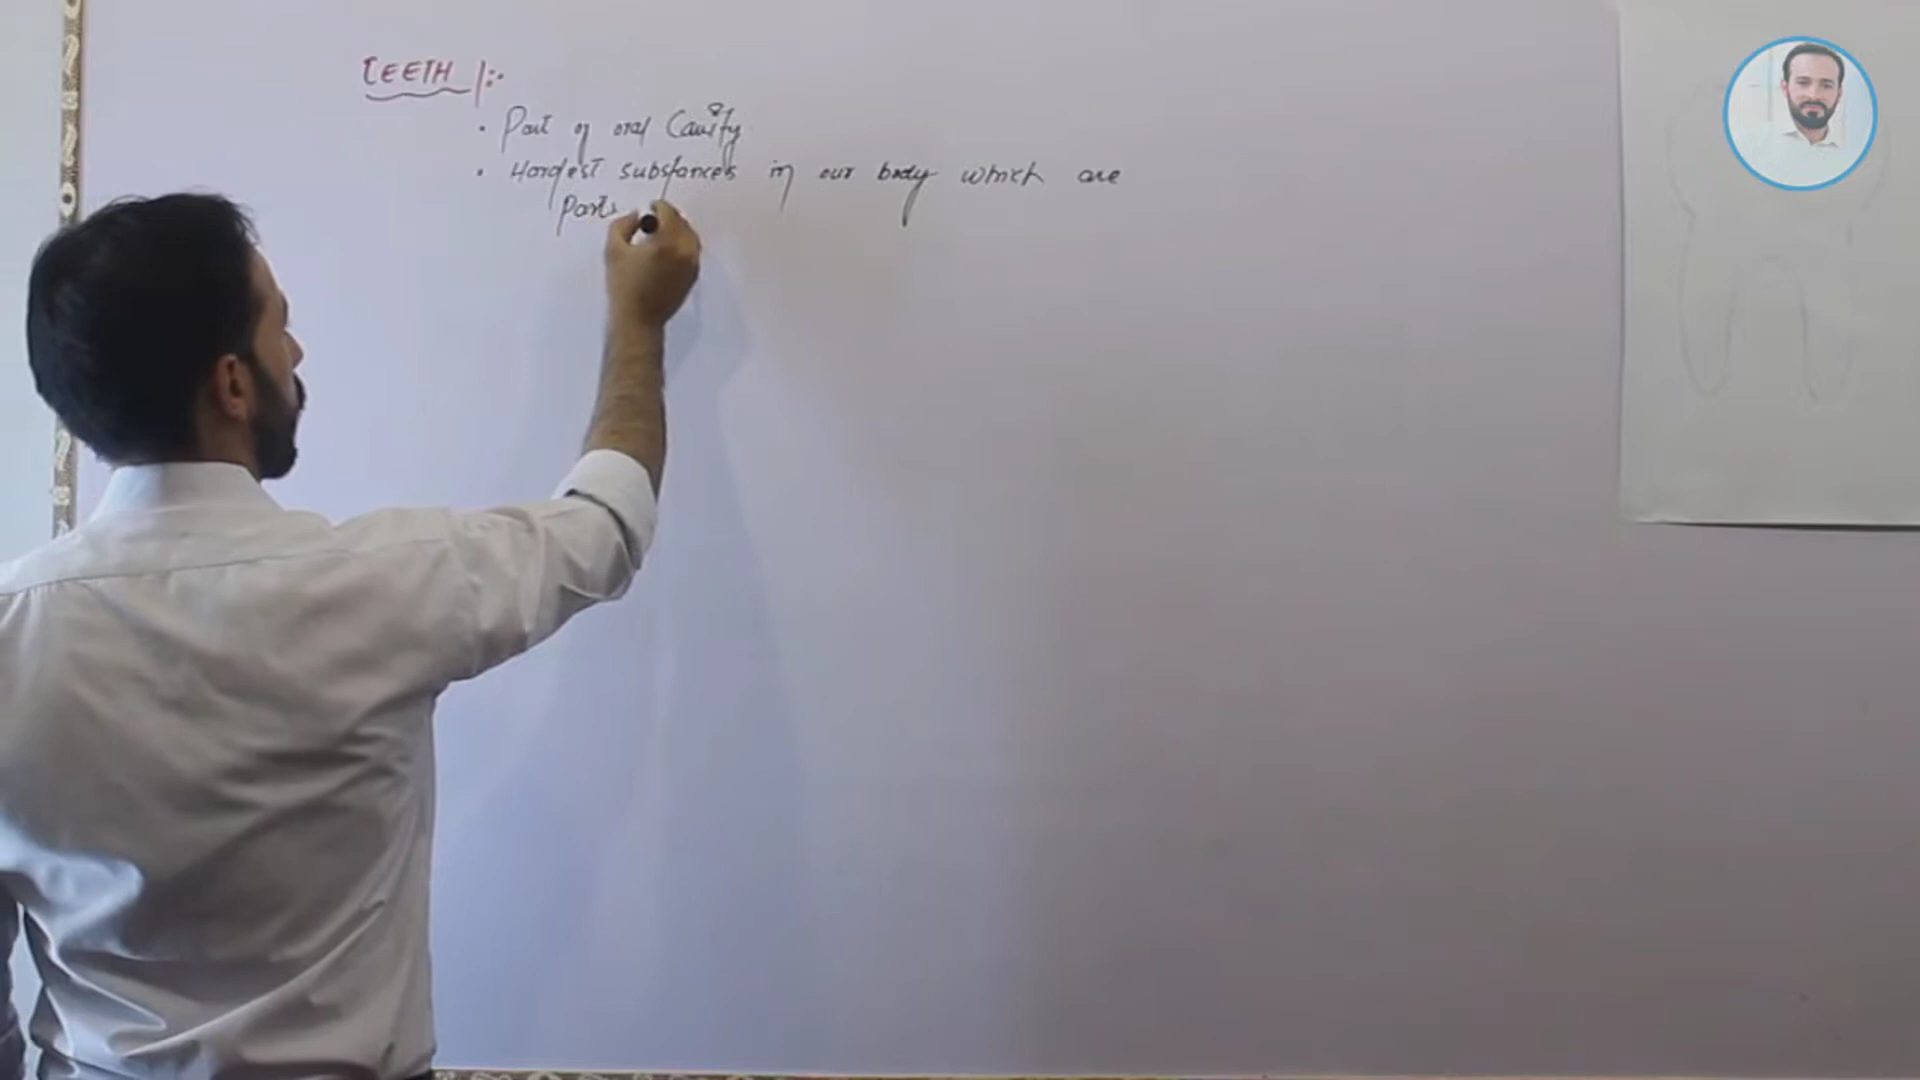 TEETH :-
• Part of oral Cavity
• Hardest substances in our body which are
Parts